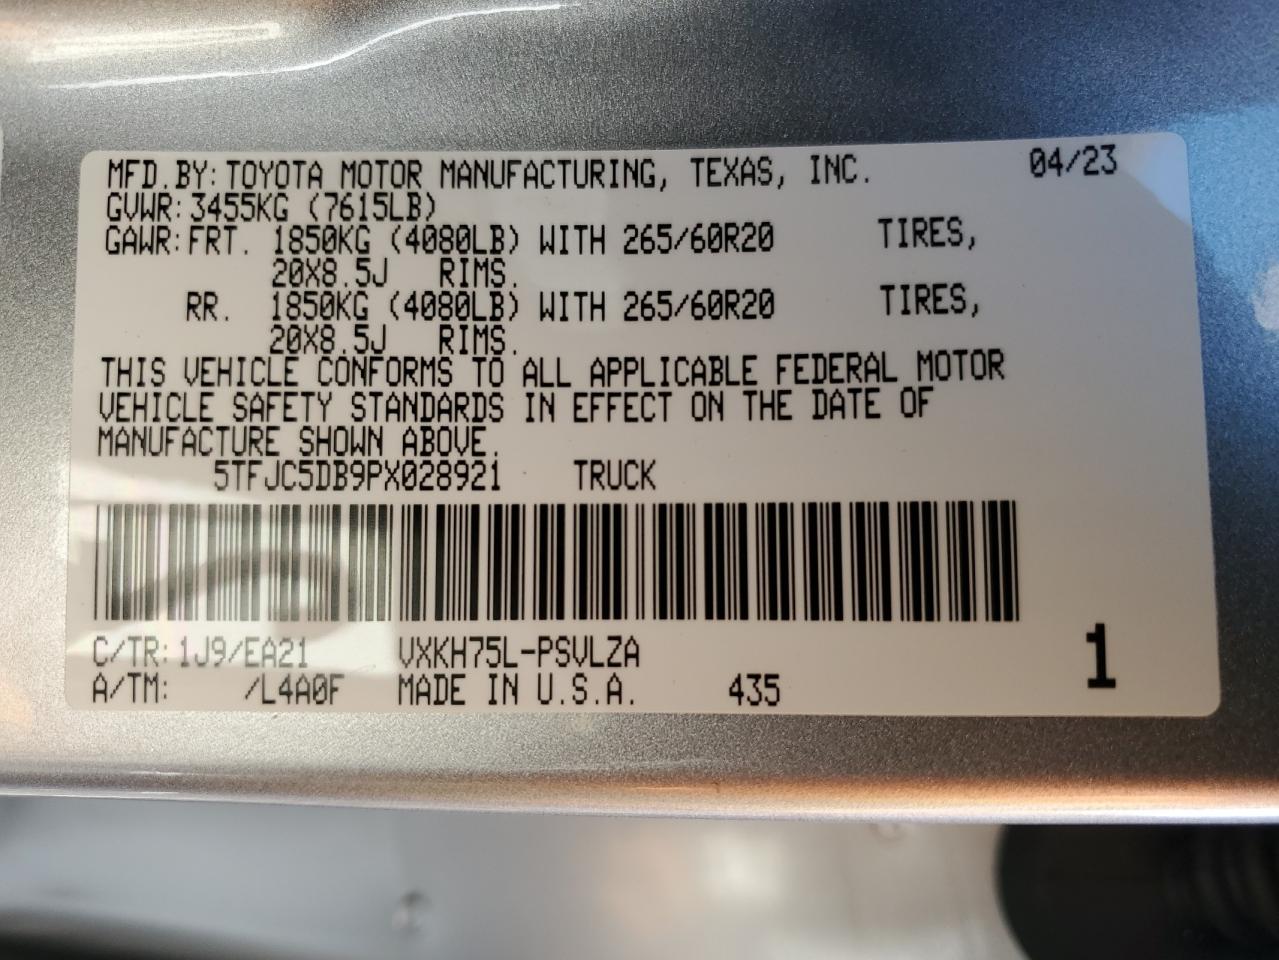 MFD.BY:TOYOTA MOTOR MANUFACTURING, TEXAS, INC. 04/23
GVWR:3455KG (7615LB)
GAWR:FRT. 1850KG (4080LB) WITH 265/60R20 TIRES,
20X8.5J RIMS.
RR. 1850KG (4080LB) WITH 265/60R20 TIRES,
20X8.5J RIMS.
THIS VEHICLE CONFORMS TO ALL APPLICABLE FEDERAL MOTOR
VEHICLE SAFETY STANDARDS IN EFFECT ON THE DATE OF
MANUFACTURE SHOWN ABOVE.
5TFJC5DB9PX028921 TRUCK
C/TR:1J9/EA21 VXKH75L-PSVLZA 1
A/TM: /L4A0F MADE IN U.S.A. 435